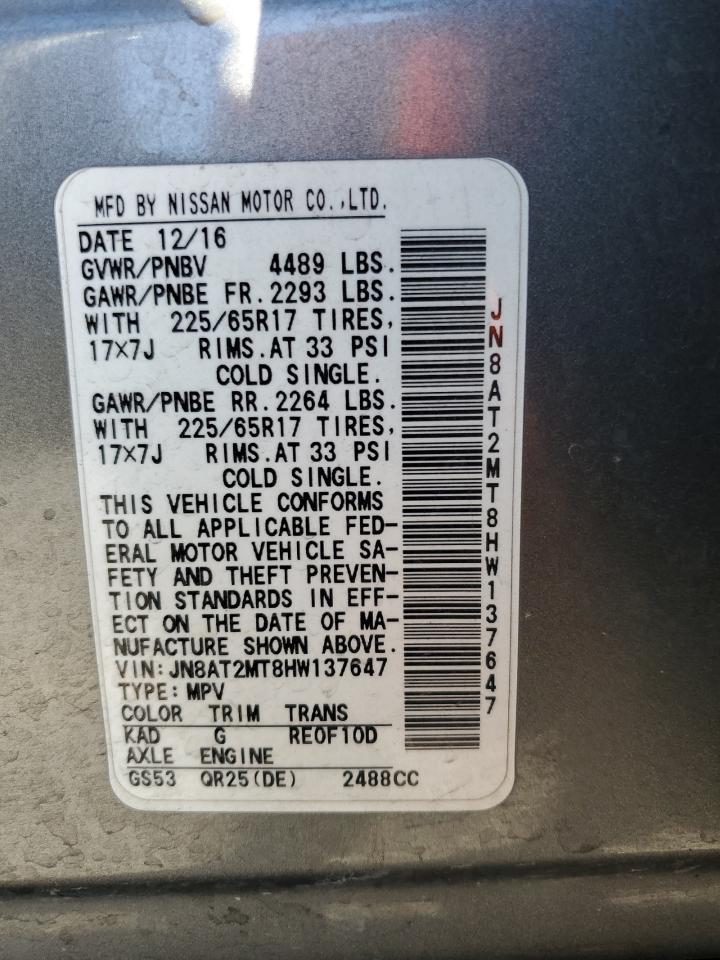 MFD BY NISSAN MOTOR CO.,LTD.
DATE 12/16
GVWR/PNBV 4489 LBS.
GAWR/PNBE FR.2293 LBS.
WITH 225/65R17 TIRES,
17×7J RIMS.AT 33 PSI
COLD SINGLE.
GAWR/PNBE RR.2264 LBS.
WITH 225/65R17 TIRES,
17×7J RIMS.AT 33 PSI
COLD SINGLE.
THIS VEHICLE CONFORMS
TO ALL APPLICABLE FED-
ERAL MOTOR VEHICLE SA-
FETY AND THEFT PREVEN-
TION STANDARDS IN EFF-
ECT ON THE DATE OF MA-
NUFACTURE SHOWN ABOVE.
VIN:JN8AT2MT8HW137647
TYPE:MPV
COLOR TRIM TRANS
KAD G RE0F10D
AXLE ENGINE
GS53 QR25(DE) 2488CC
JN8AT2MT8HW137647